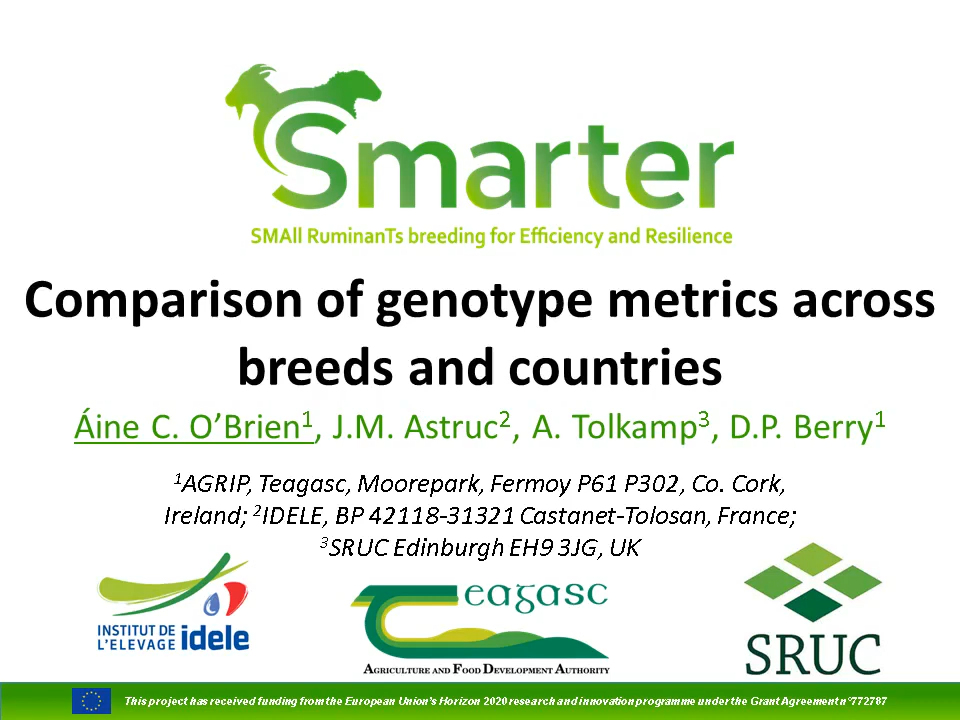 Smarter
SMAll RuminanTs breeding for Efficiency and Resilience
Comparison of genotype metrics across
breeds and countries
Áine C. O’Brien¹, J.M. Astruc², A. Tolkamp³, D.P. Berry¹
¹AGRIP, Teagasc, Moorepark, Fermoy P61 P302, Co. Cork,
Ireland; ²IDELE, BP 42118-31321 Castanet-Tolosan, France;
³SRUC Edinburgh EH9 3JG, UK
INSTITUT DE
L'ELEVAGE idele
Teagasc
AGRICULTURE AND FOOD DEVELOPMENT AUTHORITY
SRUC
This project has received funding from the European Union’s Horizon 2020 research and innovation programme under the Grant Agreement n°772787